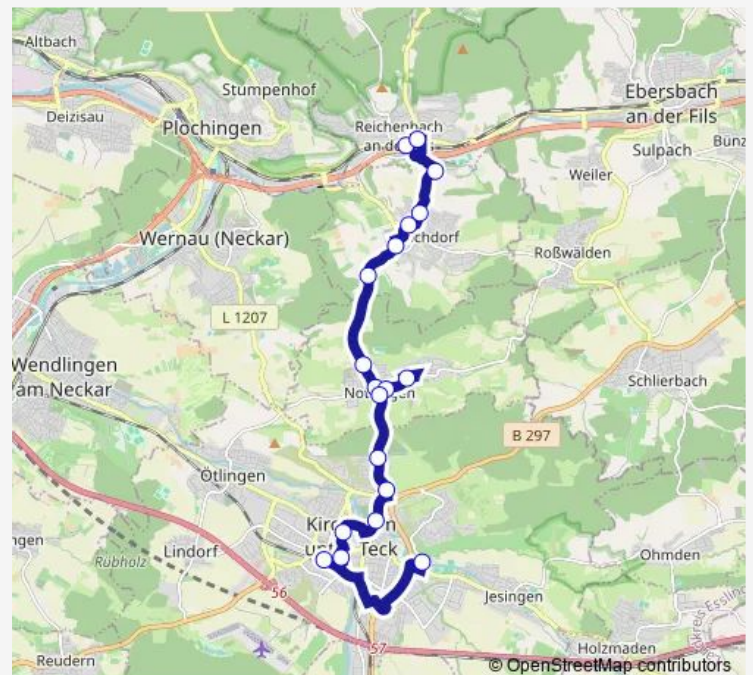 Altbach
Stumpenhof
Ebersbach
an der Fils
Deizisau
Plochingen
Reichenbach
Sulpach
Weiler
Wernau (Neckar)
Roßwälden
L 1207
Wendlingen
am Neckar
Schlierbach
B 297
Ötlingen
Lindorf
Teck
Rübholz
56
Ohmden
Jesingen
57
Holzmaden
Reudern
© OpenStreetMap contributors